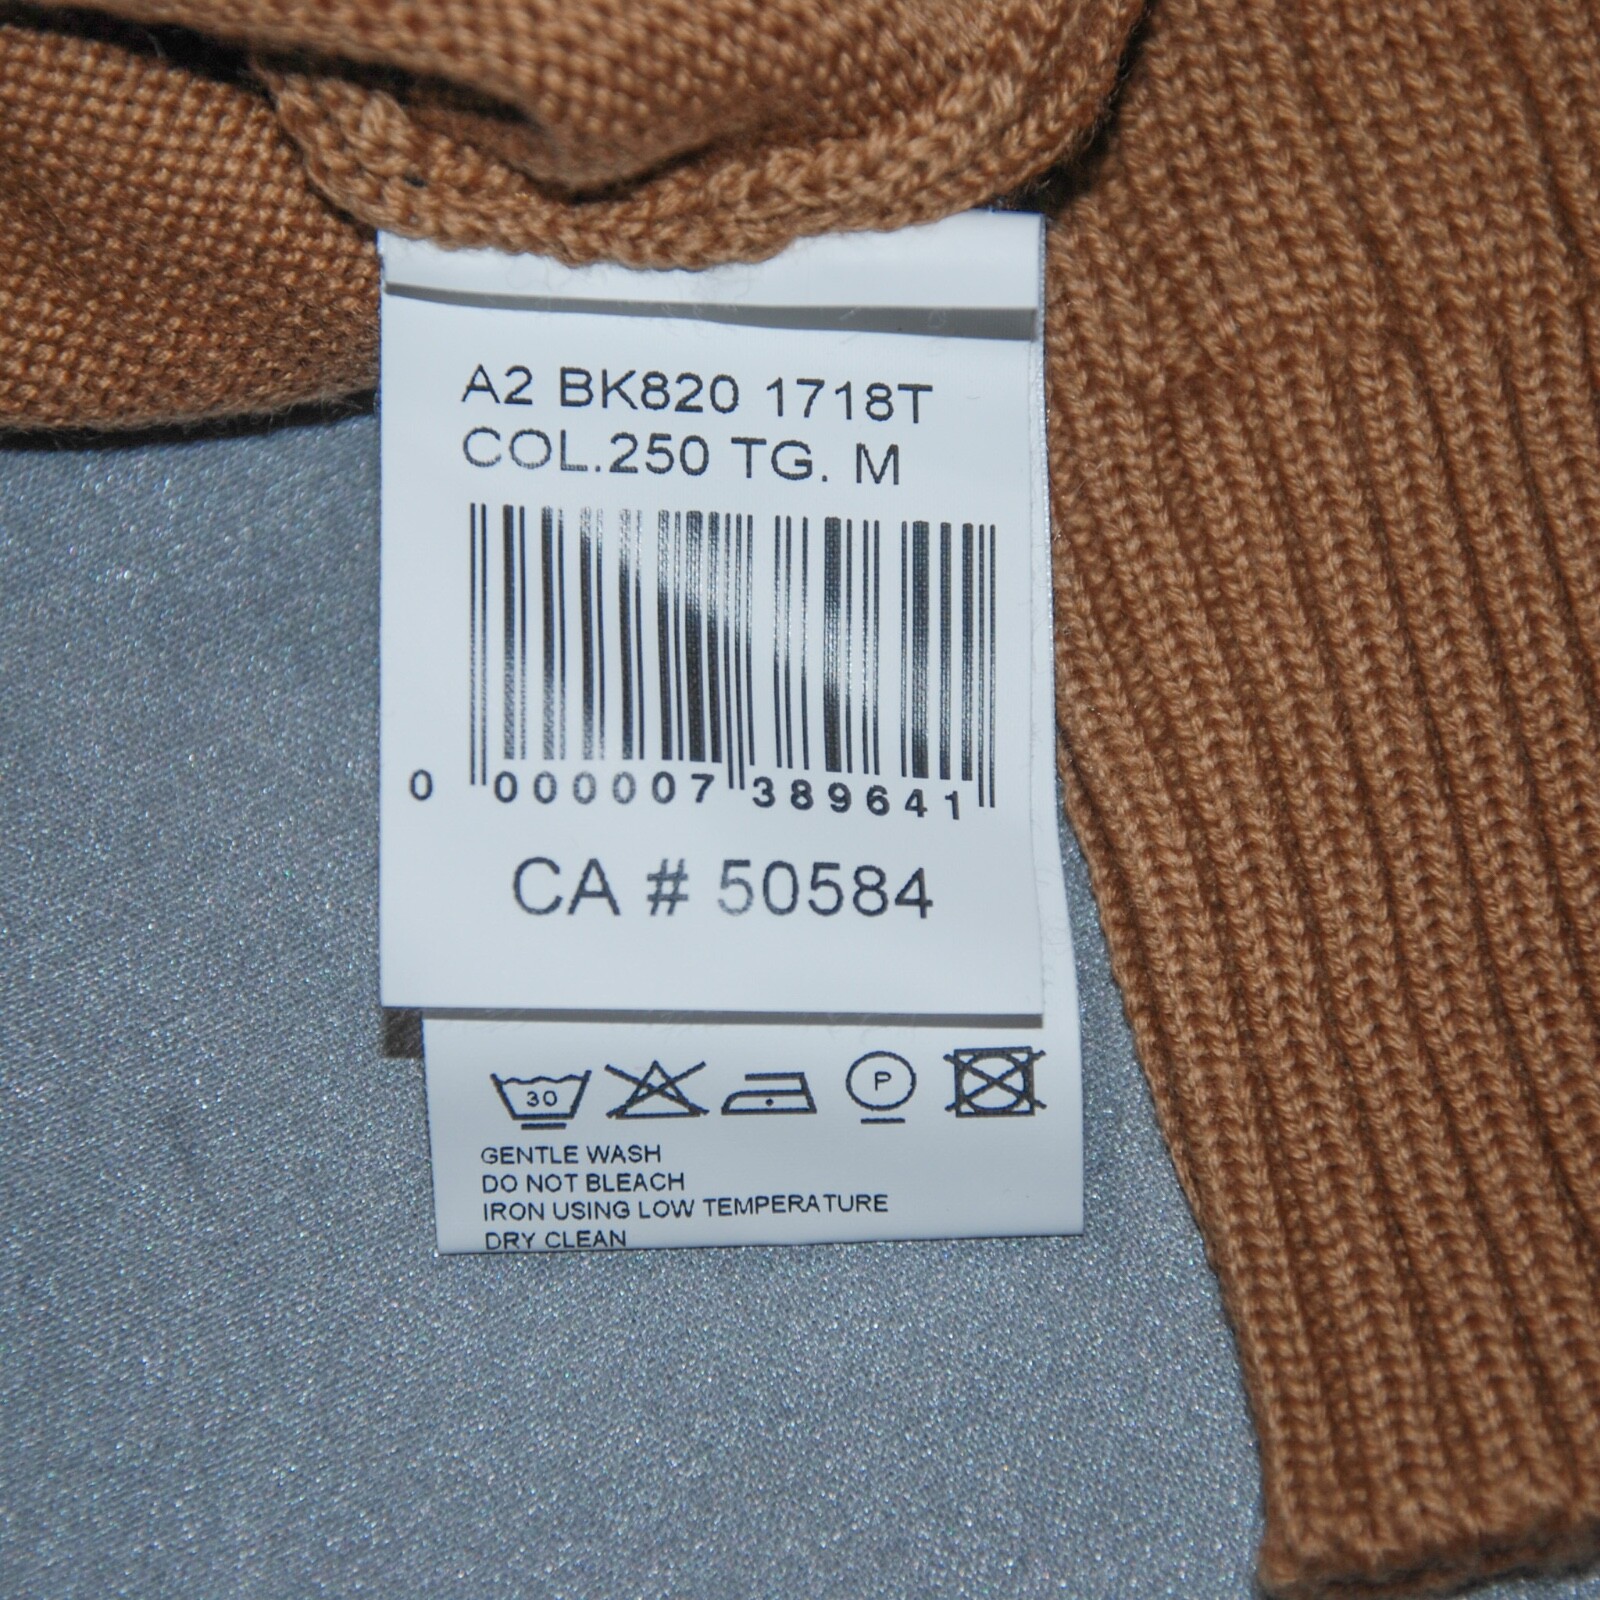 A2 BK820 1718T
COL.250 TG. M
0 000007 389641
CA # 50584
30 P
GENTLE WASH
DO NOT BLEACH
IRON USING LOW TEMPERATURE
DRY CLEAN